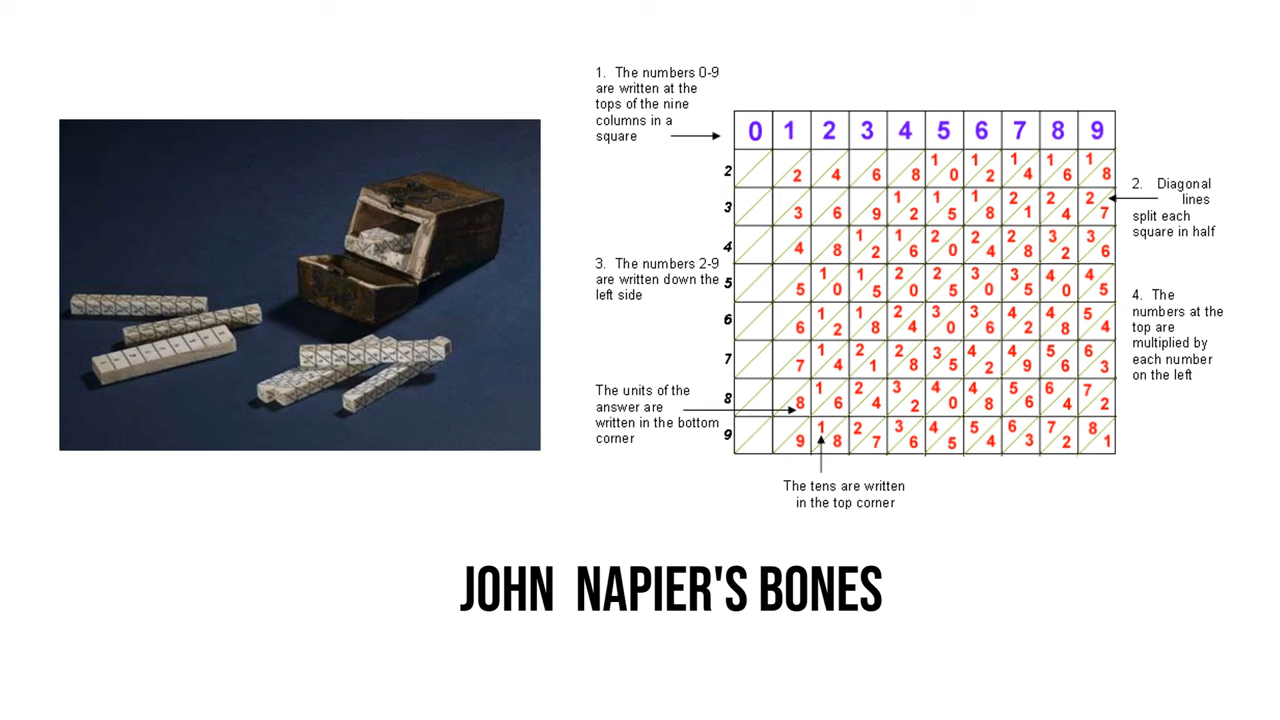 1. The numbers 0-9
are written at the
tops of the nine
columns in a
square
0 1 2 3 4 5 6 7 8 9
2 2 4 6 8 1 0 1 2 1 4 1 6 1 8
3 3 6 9 1 2 1 5 1 8 2 1 2 4 2 7
4 4 8 1 2 1 6 2 0 2 4 2 8 3 2 3 6
5 5 1 0 1 5 2 0 2 5 3 0 3 5 4 0 4 5
6 6 1 2 1 8 2 4 3 0 3 6 4 2 4 8 5 4
7 7 1 4 2 1 2 8 3 5 4 2 4 9 5 6 6 3
8 8 1 6 2 4 3 2 4 0 4 8 5 6 6 4 7 2
9 9 1 8 2 7 3 6 4 5 5 4 6 3 7 2 8 1
2. Diagonal
lines
split each
square in half
3. The numbers 2-9
are written down the
left side
4. The
numbers at the
top are
multiplied by
each number
on the left
The units of the
answer are
written in the bottom
corner
The tens are written
in the top corner
JOHN NAPIER'S BONES